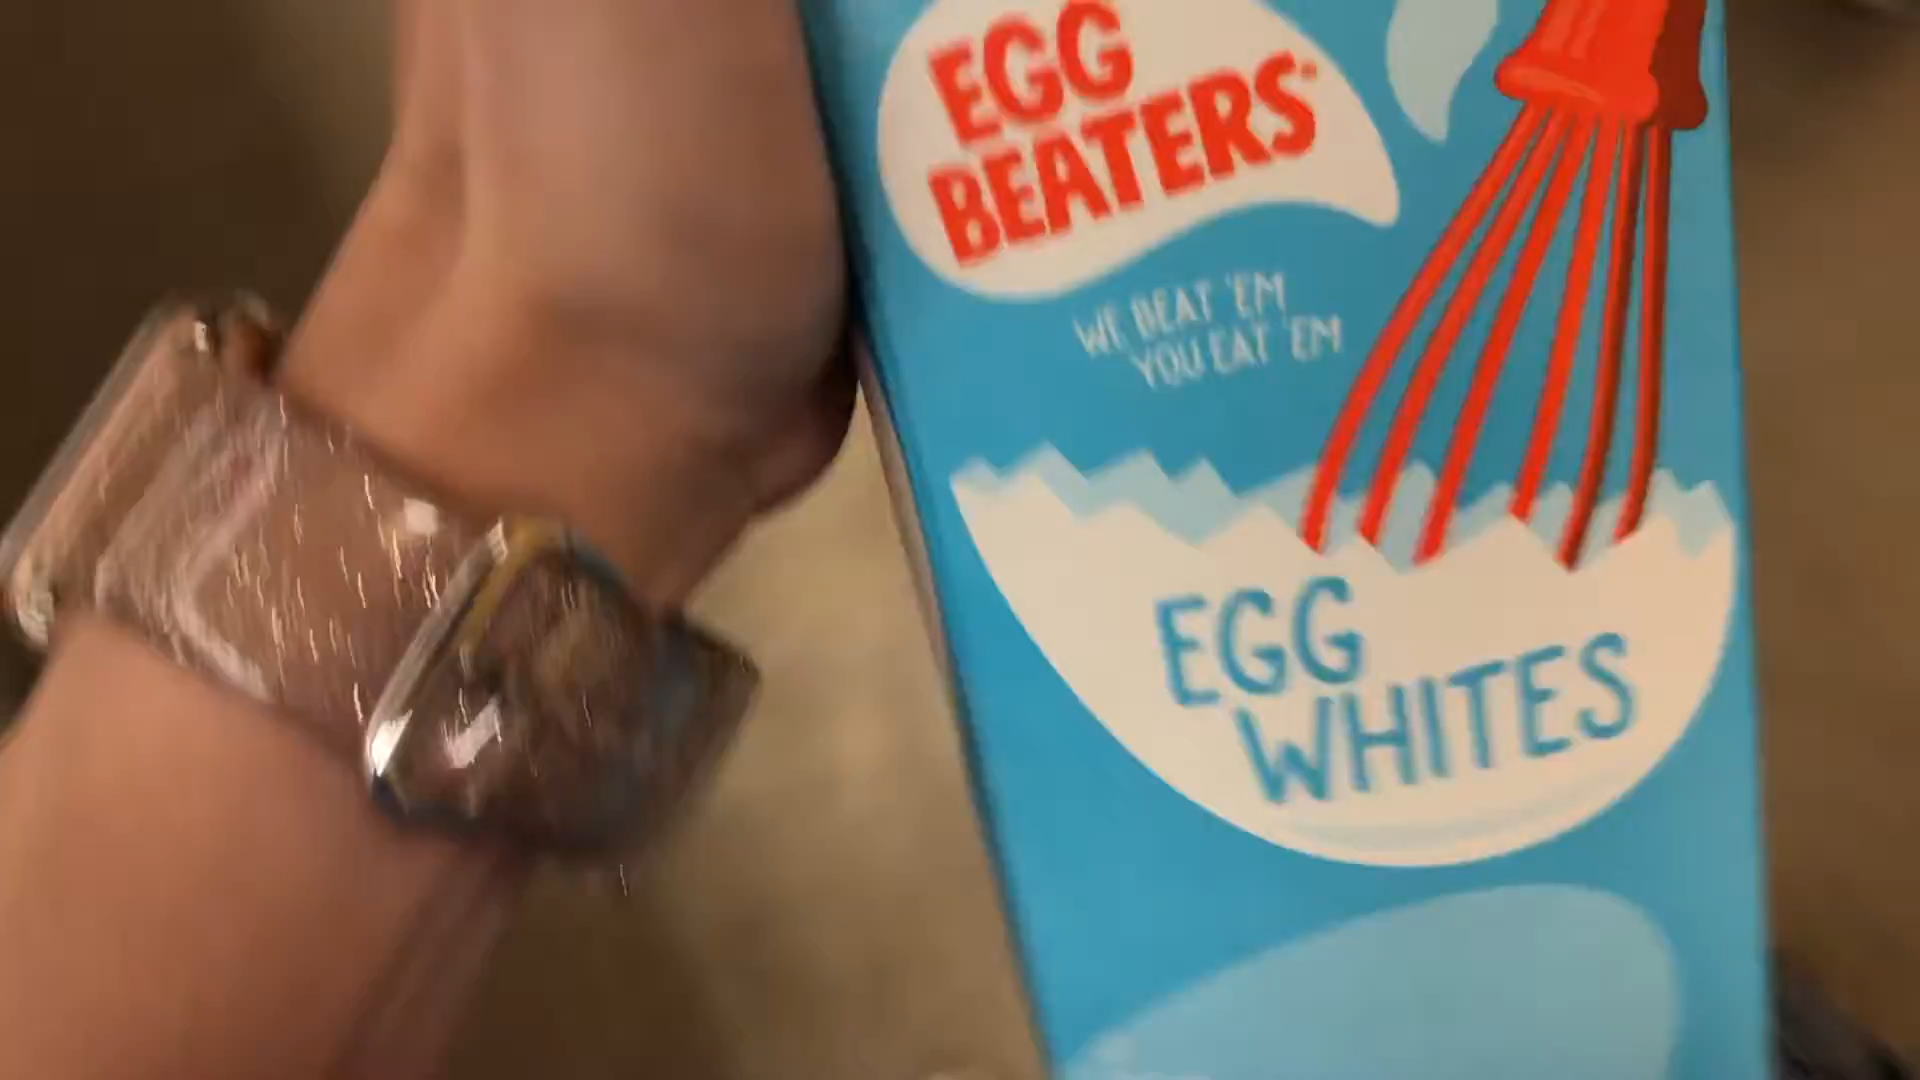 EGG
BEATERS
WE BEAT 'EM
YOU EAT 'EM
EGG
WHITES